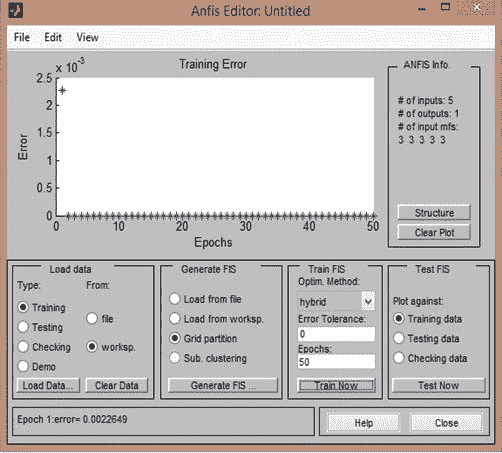 Anfis Editor: Untitled
File Edit View
x 10-3
Training Error
2.5
2
1.5
1
0.5
0
Error
0 10 20 30 40 50
Epochs
ANFIS Info.
# of inputs: 5
# of outputs: 1
# of input mfs:
3 3 3 3 3
Structure
Clear Plot
Load data
Type: From:
Training
Testing
Checking
Demo
file
worksp.
Load Data... Clear Data
Generate FIS
Load from file
Load from worksp.
Grid partition
Sub. clustering
Generate FIS ...
Train FIS
Optim. Method:
hybrid
Error Tolerance:
0
Epochs:
50
Train Now
Test FIS
Plot against:
Training data
Testing data
Checking data
Test Now
Epoch 1:error= 0.0022649
Help Close